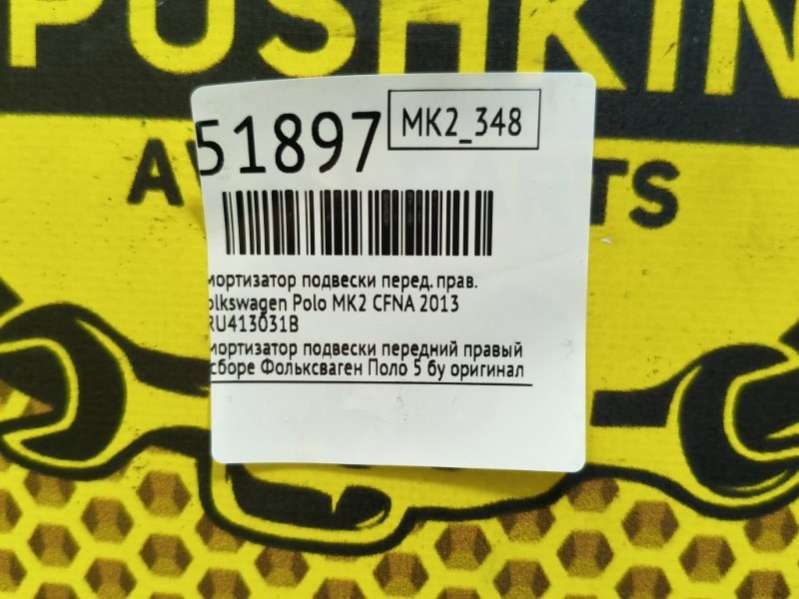 PUSHKIN
51897 MK2_348
AV TS
мортизатор подвески перед. прав.
olkswagen Polo MK2 CFNA 2013
RU413031B
мортизатор подвески передний правый
сборе Фольксваген Поло 5 бу оригинал